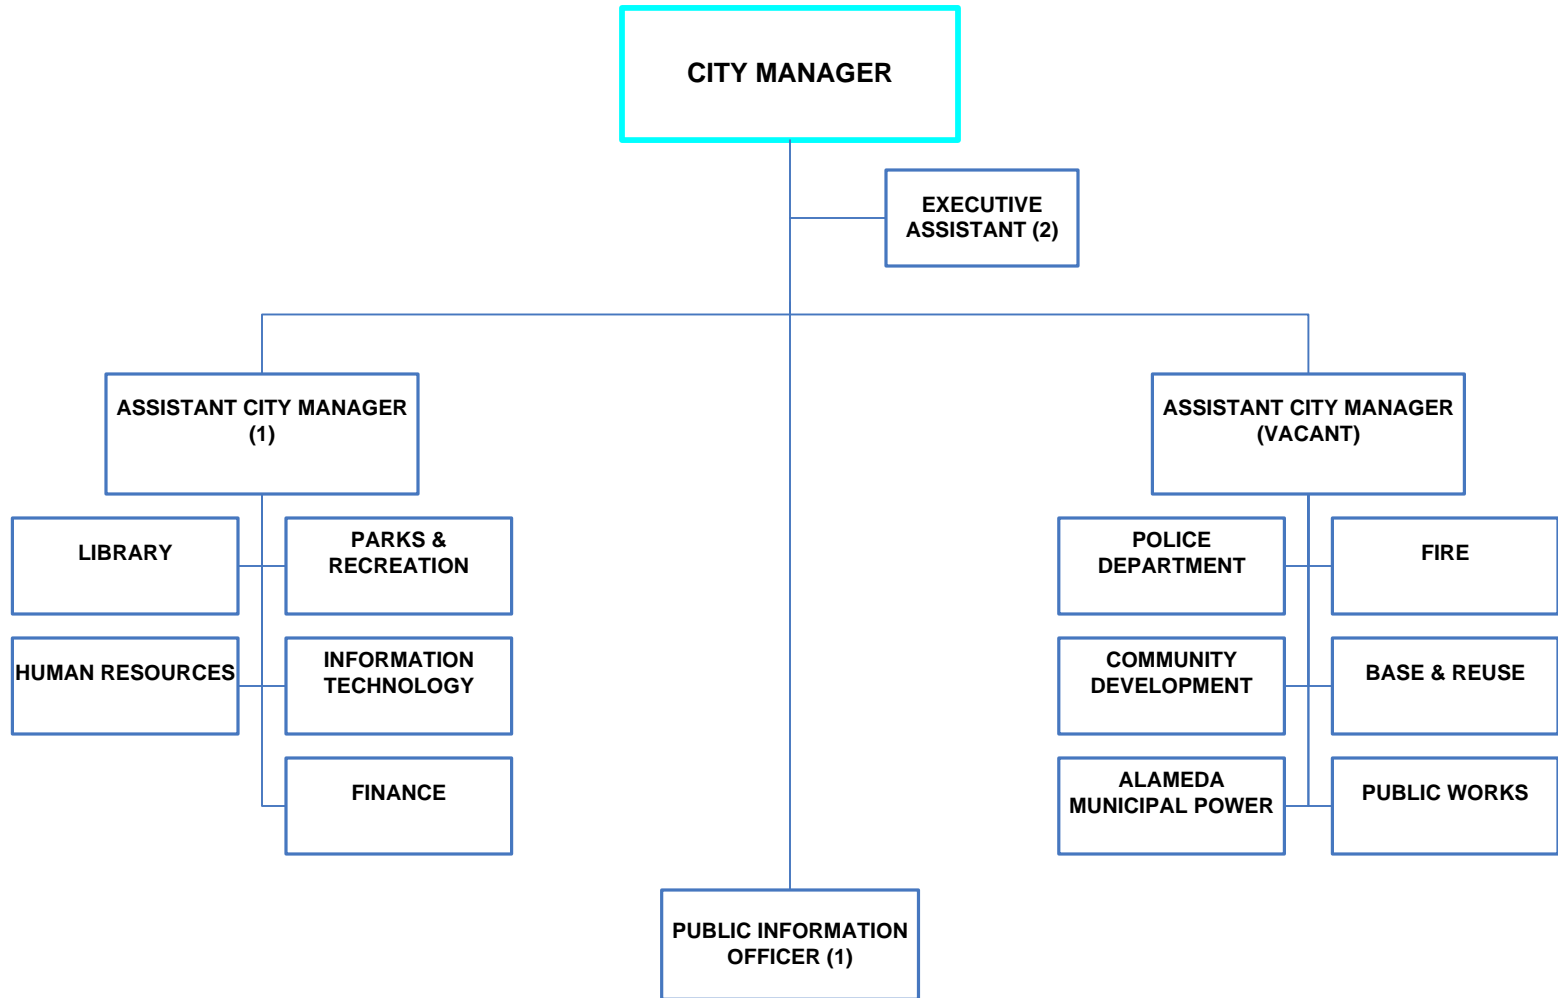 CITY MANAGER
EXECUTIVE
ASSISTANT (2)
ASSISTANT CITY MANAGER
(1)
ASSISTANT CITY MANAGER
(VACANT)
LIBRARY
PARKS &
RECREATION
HUMAN RESOURCES
INFORMATION
TECHNOLOGY
FINANCE
POLICE
DEPARTMENT
FIRE
COMMUNITY
DEVELOPMENT
BASE & REUSE
ALAMEDA
MUNICIPAL POWER
PUBLIC WORKS
PUBLIC INFORMATION
OFFICER (1)